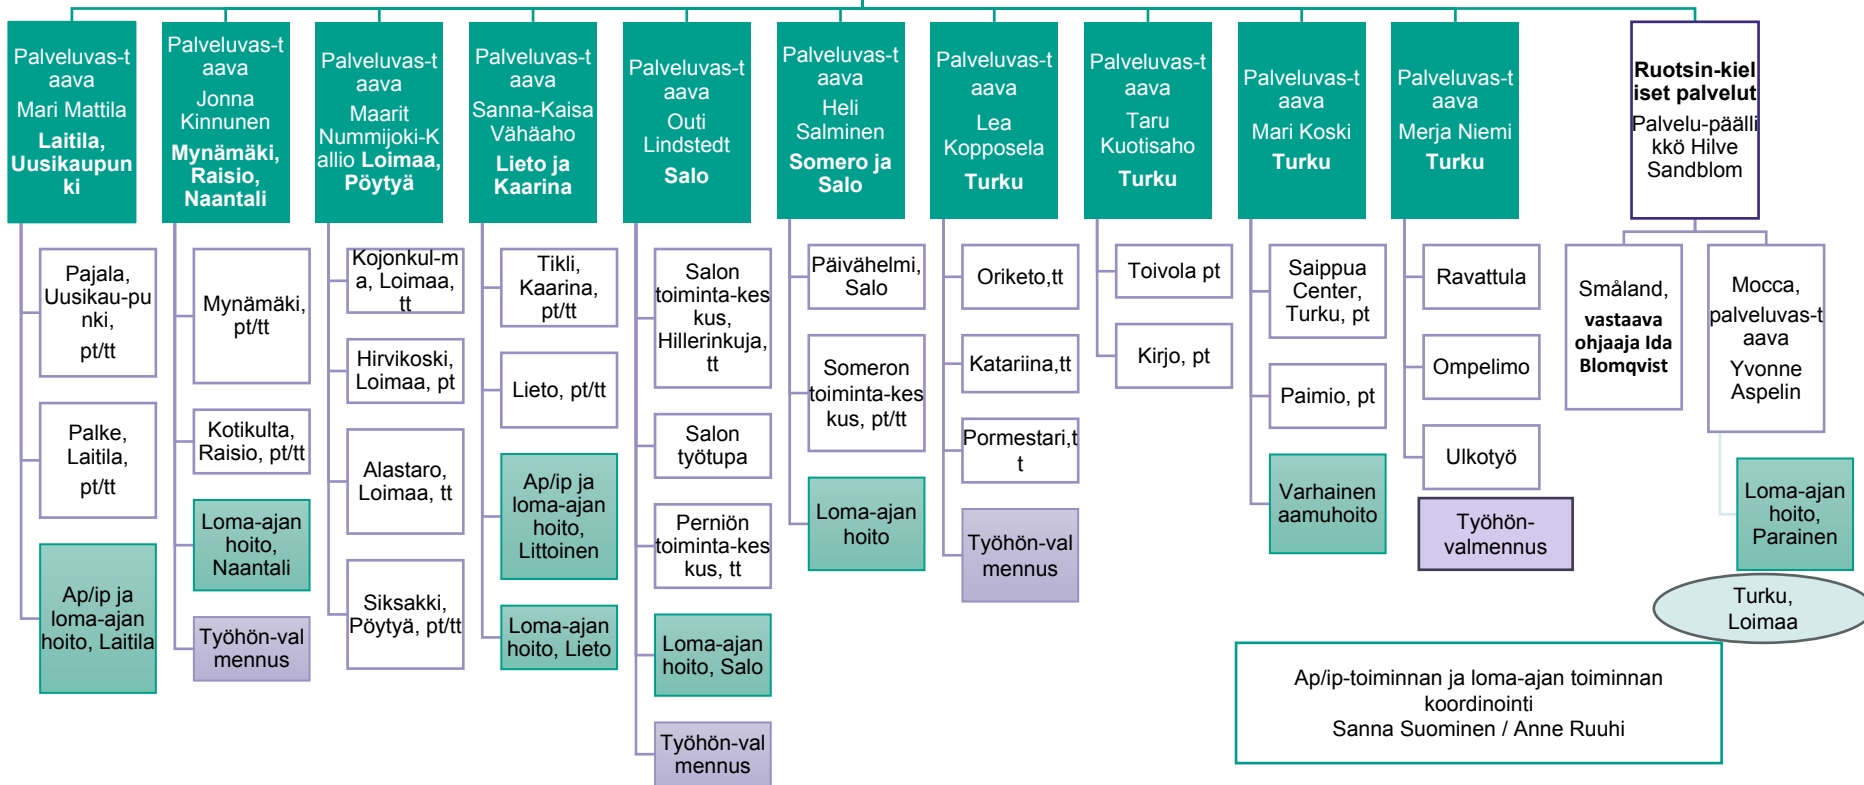 Palveluvas-t
aava
Mari Mattila
Laitila,
Uusikaupun
ki
Pajala,
Uusikau-pu
nki,
pt/tt
Palke,
Laitila,
pt/tt
Ap/ip ja
loma-ajan
hoito, Laitila
Palveluvas-t
aava
Jonna
Kinnunen
Mynämäki,
Raisio,
Naantali
Mynämäki,
pt/tt
Kotikulta,
Raisio, pt/tt
Loma-ajan
hoito,
Naantali
Työhön-val
mennus
Palveluvas-t
aava
Maarit
Nummijoki-K
allio Loimaa,
Pöytyä
Kojonkul-m
a, Loimaa,
tt
Hirvikoski,
Loimaa, pt
Alastaro,
Loimaa, tt
Siksakki,
Pöytyä, pt/tt
Palveluvas-t
aava
Sanna-Kaisa
Vähäaho
Lieto ja
Kaarina
Tikli,
Kaarina,
pt/tt
Lieto, pt/tt
Ap/ip ja
loma-ajan
hoito,
Littoinen
Loma-ajan
hoito, Lieto
Palveluvas-t
aava
Outi
Lindstedt
Salo
Salon
toiminta-kes
kus,
Hillerinkuja,
tt
Salon
työtupa
Perniön
toiminta-kes
kus, tt
Loma-ajan
hoito, Salo
Työhön-val
mennus
Palveluvas-t
aava
Heli
Salminen
Somero ja
Salo
Päivähelmi,
Salo
Someron
toiminta-kes
kus, pt/tt
Loma-ajan
hoito
Palveluvas-t
aava
Lea
Kopposela
Turku
Oriketo,tt
Katariina,tt
Pormestari,t
t
Työhön-val
mennus
Palveluvas-t
aava
Taru
Kuotisaho
Turku
Toivola pt
Kirjo, pt
Palveluvas-t
aava
Mari Koski
Turku
Saippua
Center,
Turku, pt
Paimio, pt
Varhainen
aamuhoito
Palveluvas-t
aava
Merja Niemi
Turku
Ravattula
Ompelimo
Ulkotyö
Työhön-
valmennus
Ruotsin-kiel
iset palvelut
Palvelu-päälli
kkö Hilve
Sandblom
Småland,
vastaava
ohjaaja Ida
Blomqvist
Mocca,
palveluvas-t
aava
Yvonne
Aspelin
Loma-ajan
hoito,
Parainen
Turku,
Loimaa
Ap/ip-toiminnan ja loma-ajan toiminnan
koordinointi
Sanna Suominen / Anne Ruuhi